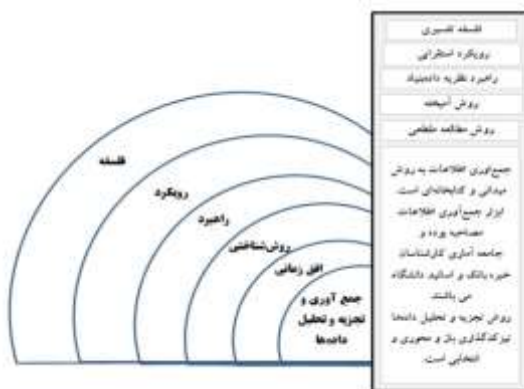 فلسفه تفسیری
رویکرد استقرایی
راهبرد نظریه داده‌بنیاد
روش آمیخته
روش مطالعه مقطعی
جمع‌آوری اطلاعات به روش
میدانی و کتابخانه‌ای است.
ابزار جمع‌آوری اطلاعات
مصاحبه بوده و
جامعه آماری کارشناسان
خبره بانک و اساتید دانشگاه
می باشند.
روش تجزیه و تحلیل داده‌ها
نیز کدگذاری باز و محوری و
انتخابی است.
فلسفه
رویکرد
راهبرد
روش‌شناختی
افق زمانی
جمع آوری و
تجزیه و تحلیل
داده‌ها